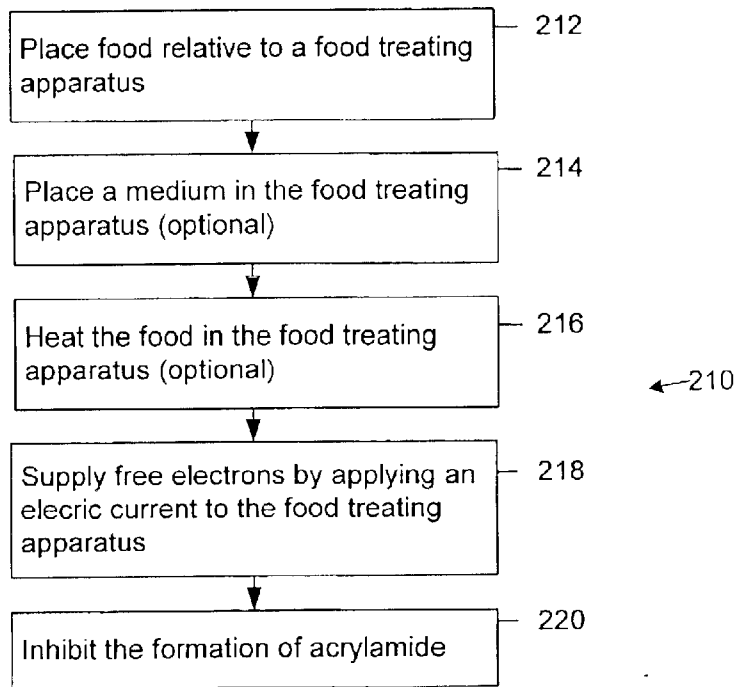 212
Place food relative to a food treating
apparatus
214
Place a medium in the food treating
apparatus (optional)
216
Heat the food in the food treating
apparatus (optional)
210
218
Supply free electrons by applying an
elecric current to the food treating
apparatus
220
Inhibit the formation of acrylamide